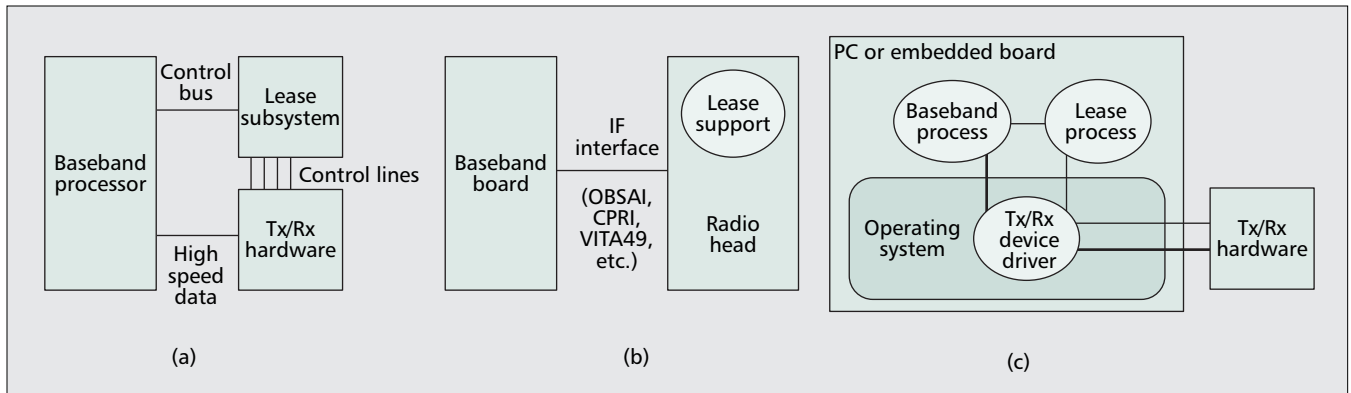 Control
bus
Lease
subsystem
Baseband
processor
Control lines
Tx/Rx
hardware
High
speed
data
(a)
Baseband
board
IF
interface
(OBSAI,
CPRI,
VITA49,
etc.)
Lease
support
Radio
head
(b)
PC or embedded board
Baseband
process
Lease
process
Operating
system
Tx/Rx
device
driver
Tx/Rx
hardware
(c)